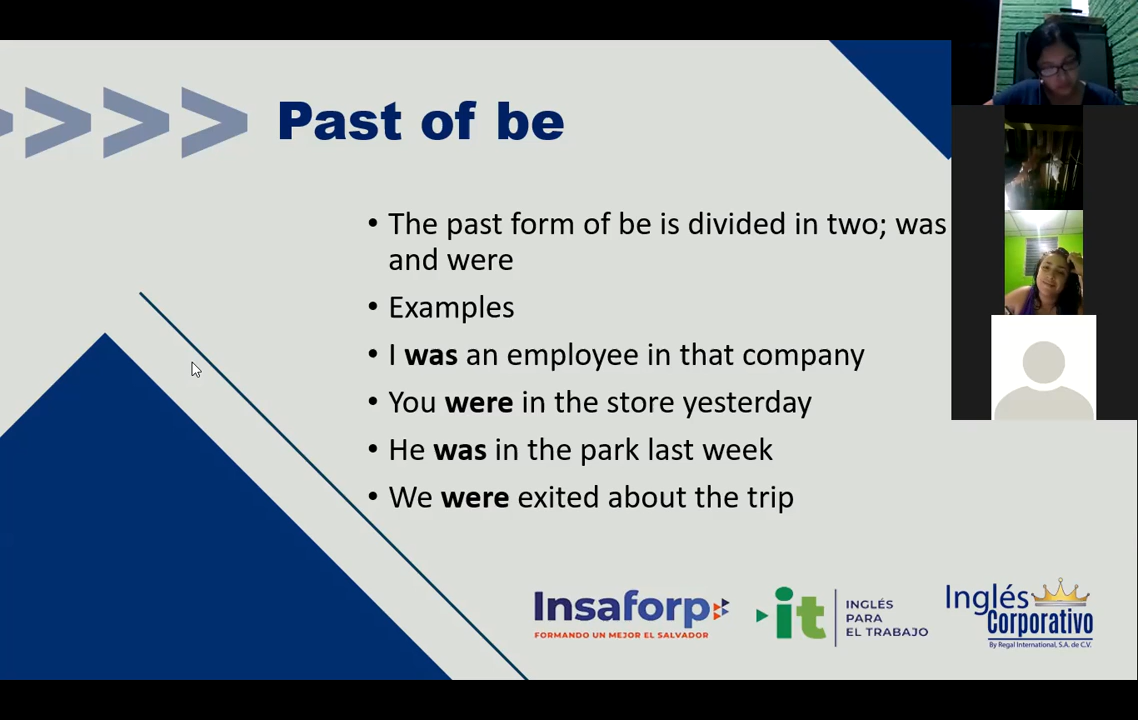 Past of be
• The past form of be is divided in two; was
and were
• Examples
• I was an employee in that company
• You were in the store yesterday
• He was in the park last week
• We were exited about the trip
Insaforp
FORMANDO UN MEJOR EL SALVADOR
it
INGLÉS
PARA
EL TRABAJO
Inglés
Corporativo
By Regal International, S.A. de C.V.